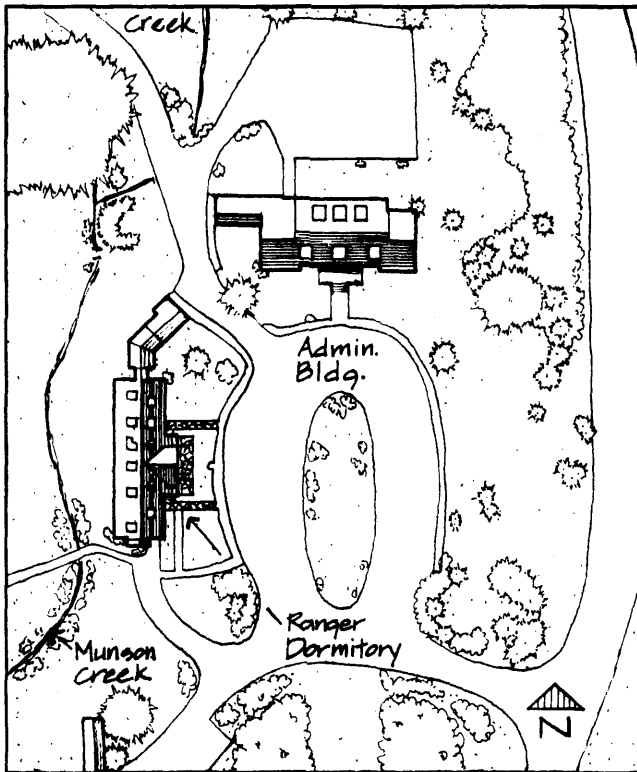 Creek
Admin.
Bldg.
Ranger
Dormitory
Munson
Creek
N